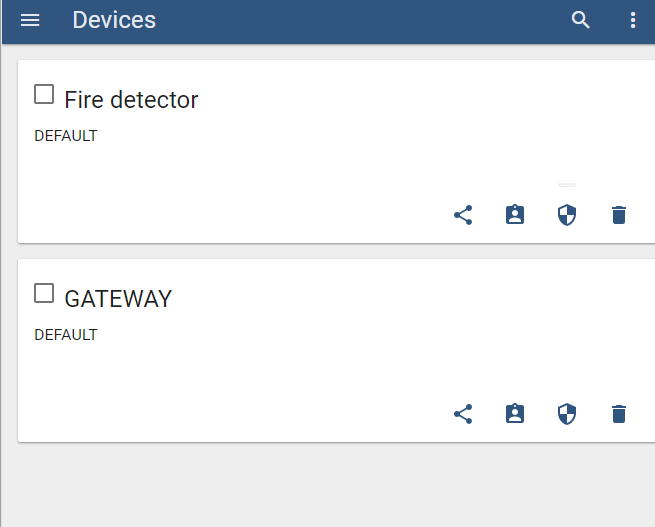 Devices
Fire detector
DEFAULT
GATEWAY
DEFAULT